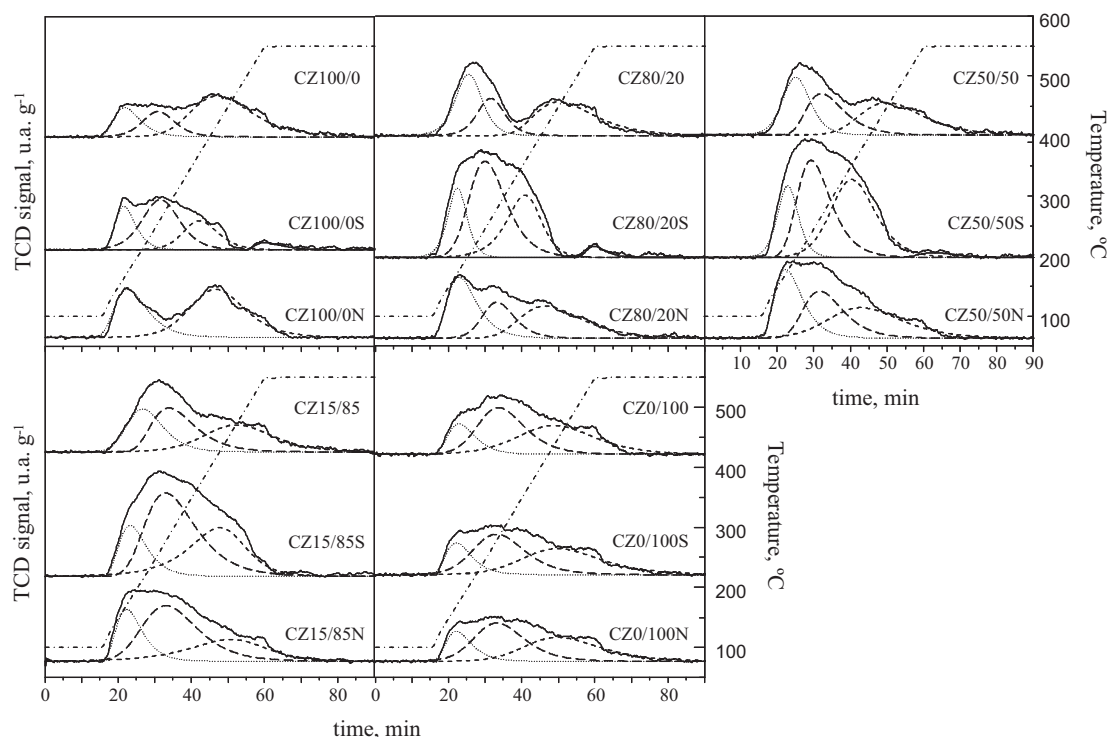 600
CZ100/0
CZ80/20
CZ50/50
500
TCD signal, u.a. g⁻¹
400
Temperature, ºC
CZ100/0S
CZ80/20S
CZ50/50S
300
200
CZ100/0N
CZ80/20N
CZ50/50N
100
10 20 30 40 50 60 70 80 90
time, min
CZ15/85
CZ0/100
500
TCD signal, u.a. g⁻¹
400
Temperature, ºC
CZ15/85S
CZ0/100S
300
200
CZ15/85N
CZ0/100N
100
0 20 40 60 80 0 20 40 60 80
time, min